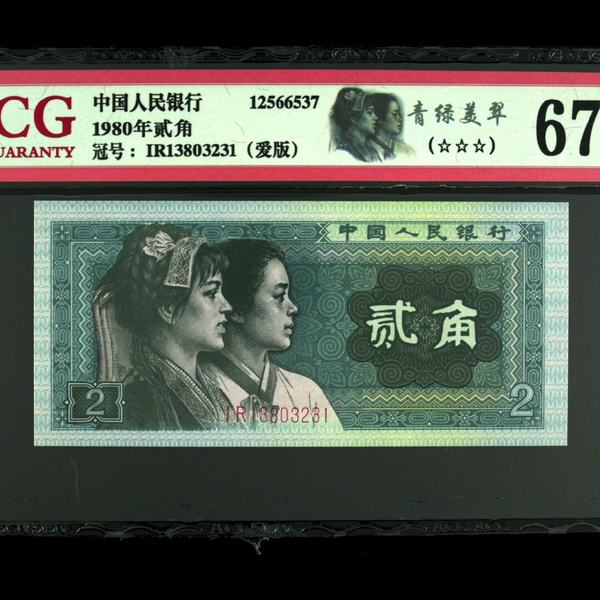 CG
UARANTY
中国人民银行 12566537
1980年贰角
冠号：IR13803231（爱版）
青绿美翠
(☆☆☆)
67
中国人民银行
贰角
2
IR13803231
2